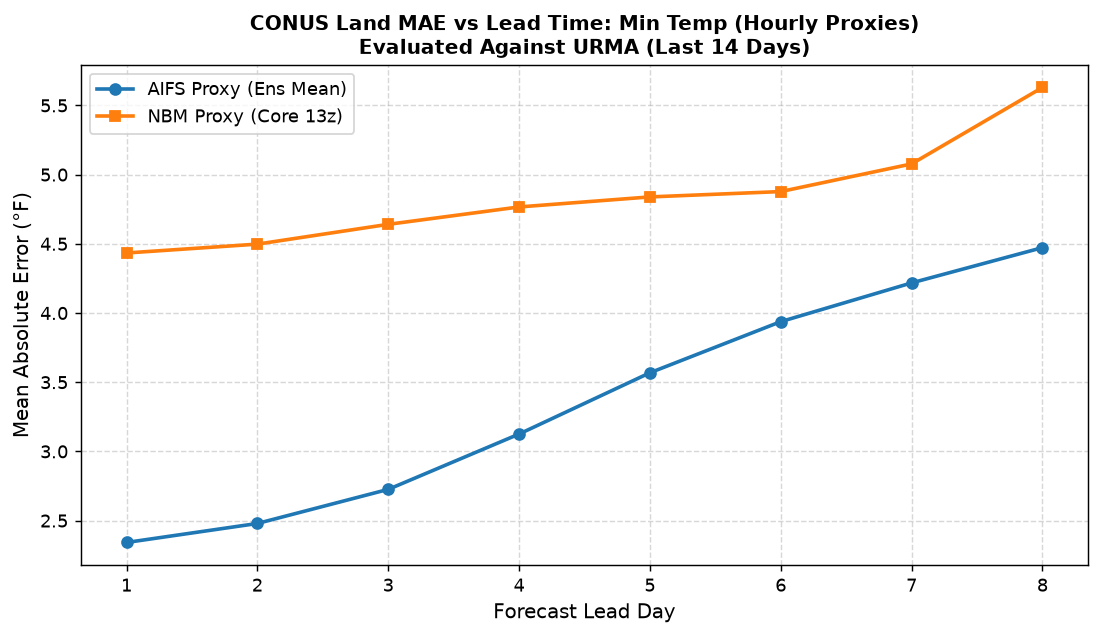 CONUS Land MAE vs Lead Time: Min Temp (Hourly Proxies)
Evaluated Against URMA (Last 14 Days)
AIFS Proxy (Ens Mean)
NBM Proxy (Core 13z)
Mean Absolute Error (°F)
5.5
5.0
4.5
4.0
3.5
3.0
2.5
1 2 3 4 5 6 7 8
Forecast Lead Day